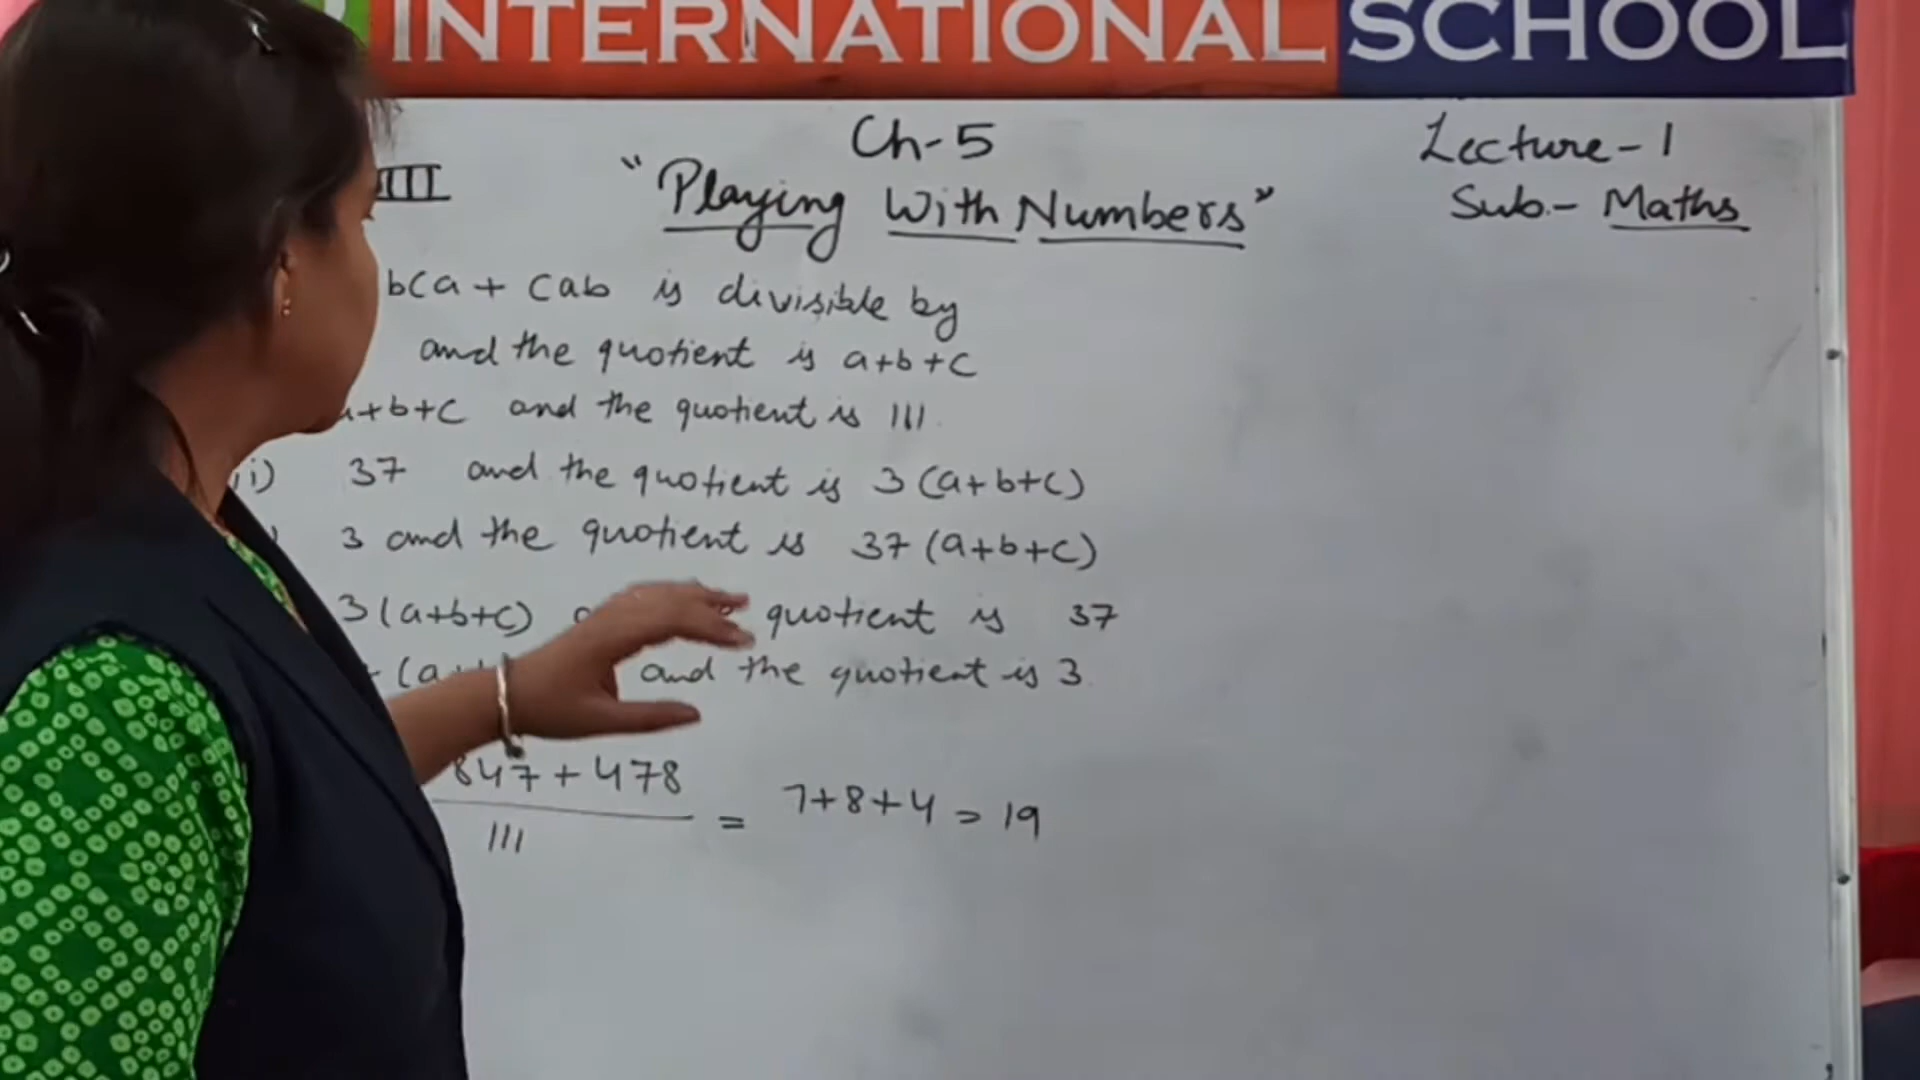 INTERNATIONAL SCHOOL
Ch-5
Lecture-1
III
"Playing With Numbers"
Sub.- Maths
bca + cab is divisible by
and the quotient is a+b+c
a+b+c and the quotient is 111.
ii) 37 and the quotient is 3(a+b+c)
3 and the quotient is 37(a+b+c)
3(a+b+c) quotient is 37
(a+ and the quotient is 3.
847+478
111
= 7+8+4 = 19